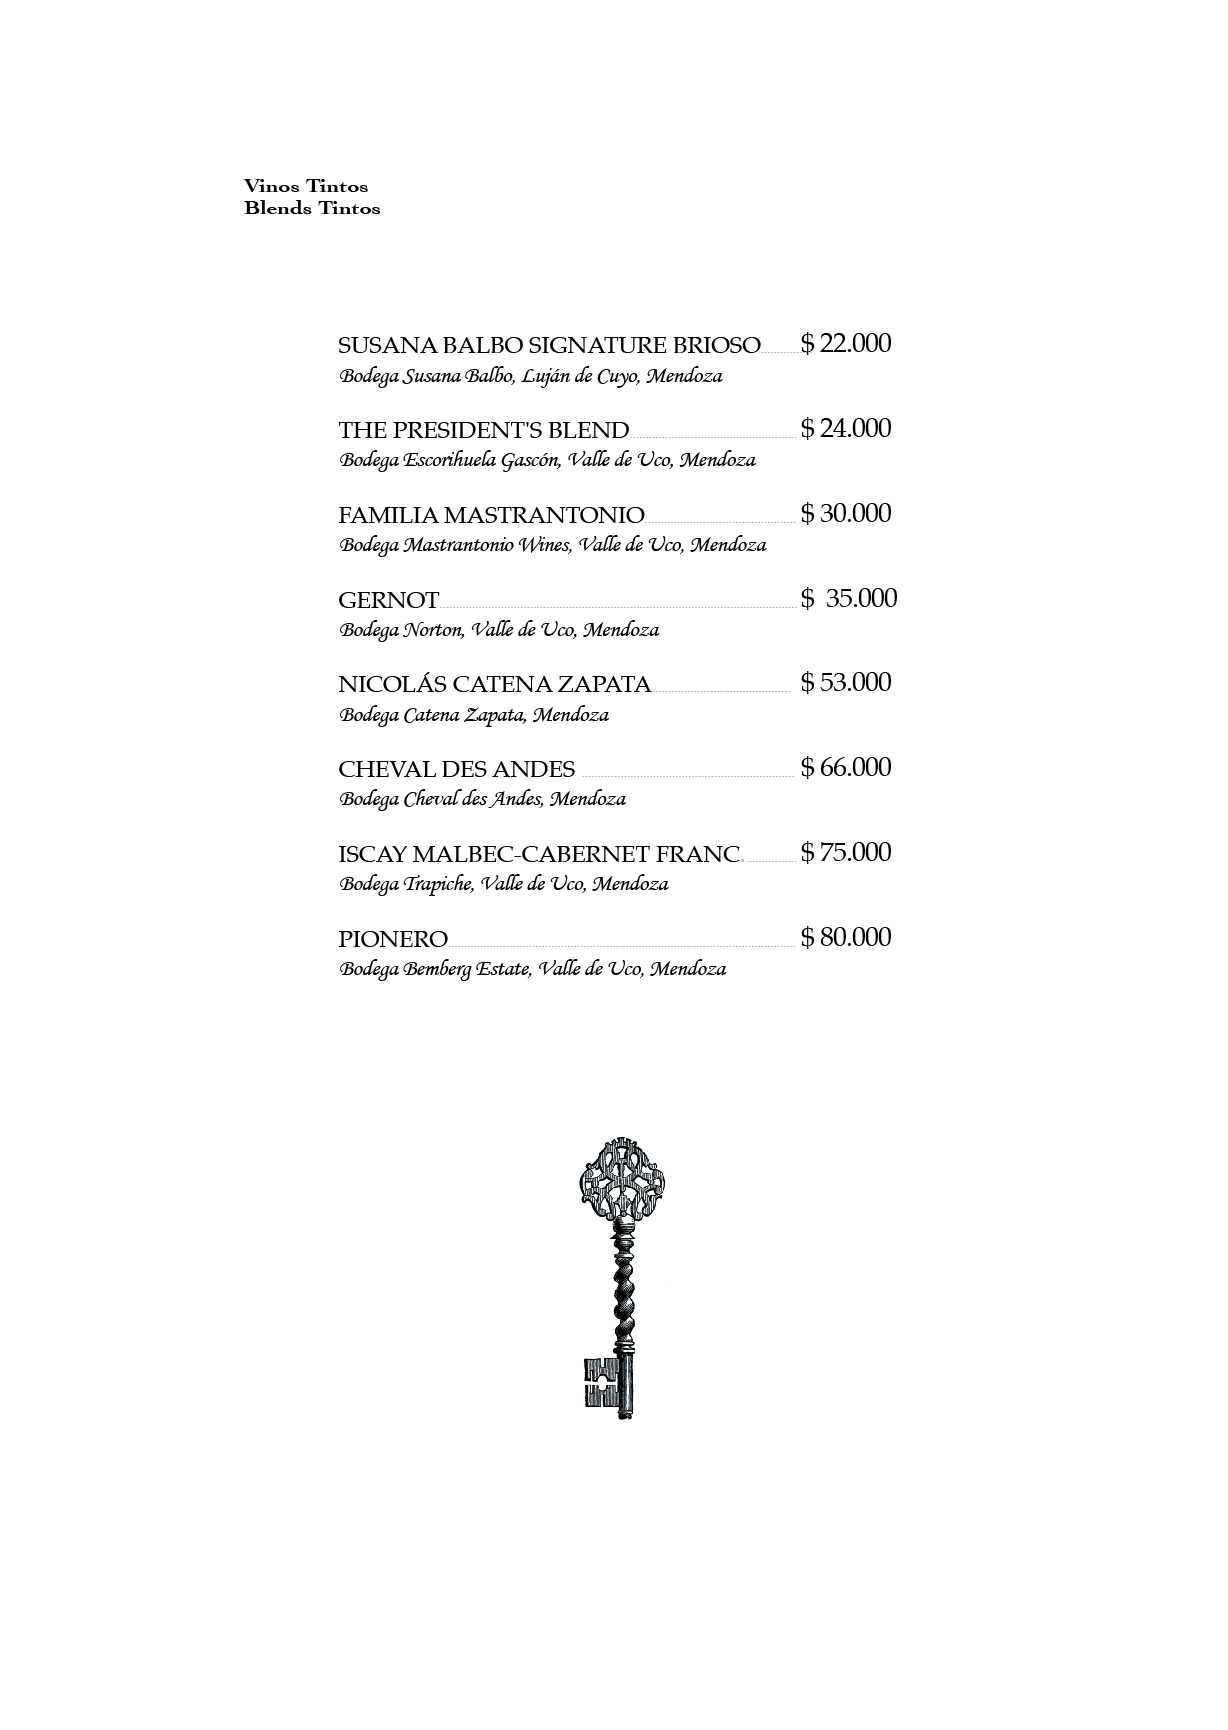 Vinos Tintos
Blends Tintos
SUSANA BALBO SIGNATURE BRIOSO $ 22.000
Bodega Susana Balbo, Luján de Cuyo, Mendoza
THE PRESIDENT'S BLEND $ 24.000
Bodega Escorihuela Gascón, Valle de Uco, Mendoza
FAMILIA MASTRANTONIO $ 30.000
Bodega Mastrantonio Wines, Valle de Uco, Mendoza
GERNOT $ 35.000
Bodega Norton, Valle de Uco, Mendoza
NICOLÁS CATENA ZAPATA $ 53.000
Bodega Catena Zapata, Mendoza
CHEVAL DES ANDES $ 66.000
Bodega Cheval des Andes, Mendoza
ISCAY MALBEC-CABERNET FRANC $ 75.000
Bodega Trapiche, Valle de Uco, Mendoza
PIONERO $ 80.000
Bodega Bemberg Estate, Valle de Uco, Mendoza